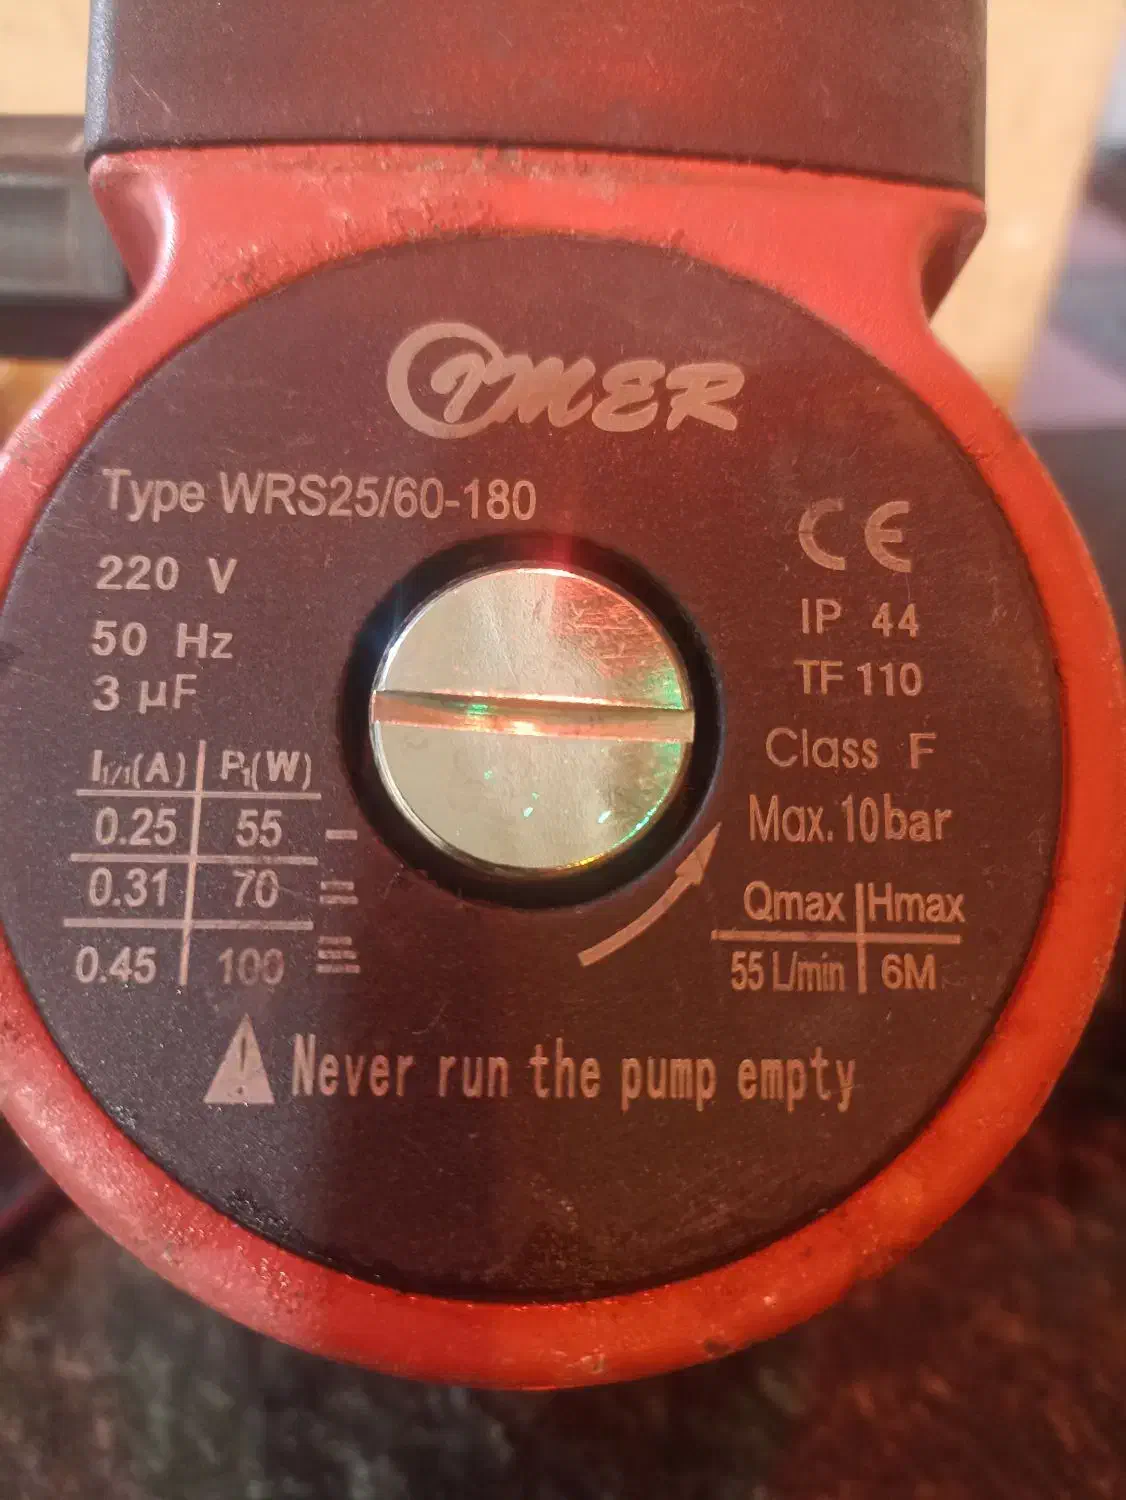 OMER
Type WRS25/60-180
220 V
50 Hz
3 µF
I1/1(A) P1(W)
0.25 55
0.31 70
0.45 100
CE
IP 44
TF 110
Class F
Max.10bar
Qmax Hmax
55 L/min 6M
Never run the pump empty